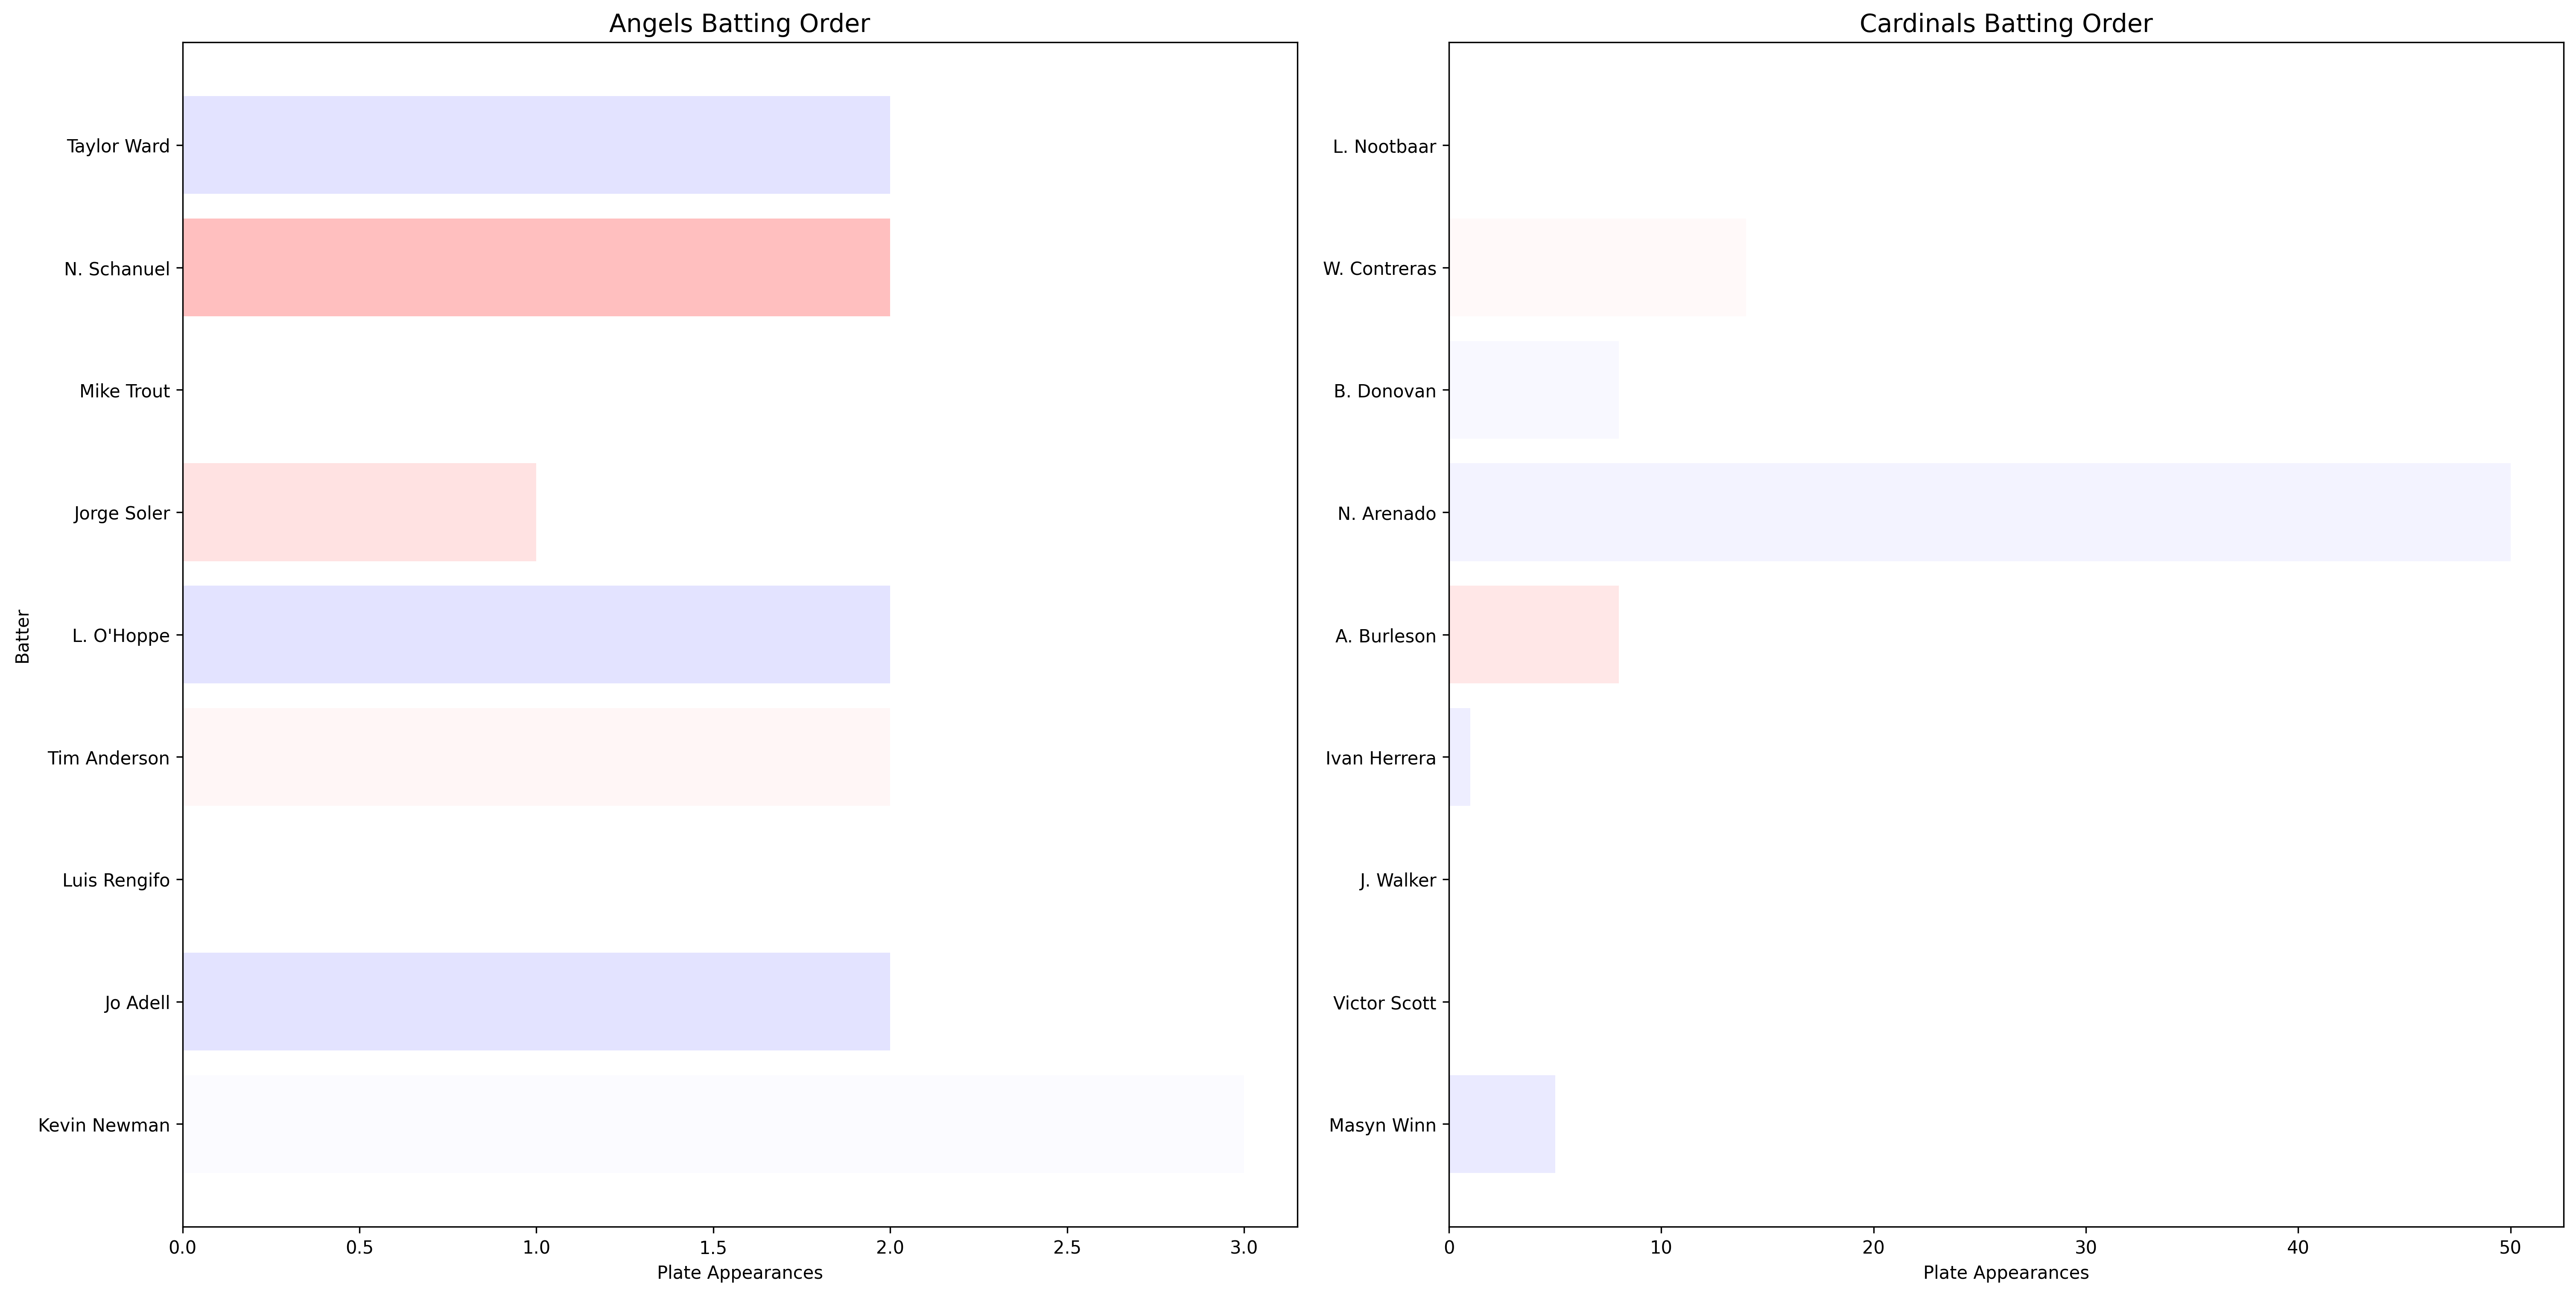 Angels Batting Order
Batter
Taylor Ward
N. Schanuel
Mike Trout
Jorge Soler
L. O'Hoppe
Tim Anderson
Luis Rengifo
Jo Adell
Kevin Newman
0.0 0.5 1.0 1.5 2.0 2.5 3.0
Plate Appearances
Cardinals Batting Order
L. Nootbaar
W. Contreras
B. Donovan
N. Arenado
A. Burleson
Ivan Herrera
J. Walker
Victor Scott
Masyn Winn
0 10 20 30 40 50
Plate Appearances